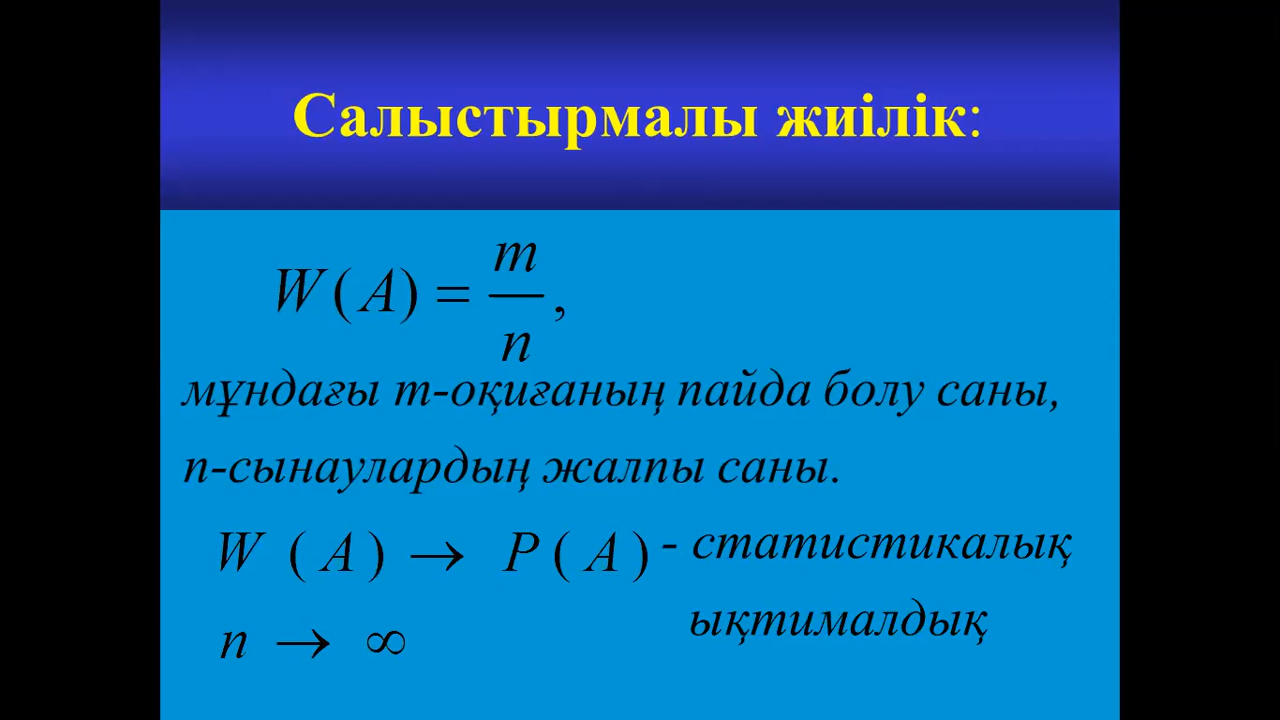 Салыстырмалы жиілік:
W(A) = m/n,
мұндағы m-оқиғаның пайда болу саны,
n-сынаулардың жалпы саны.
W (A) → P(A) - статистикалық
n → ∞ ықтималдық